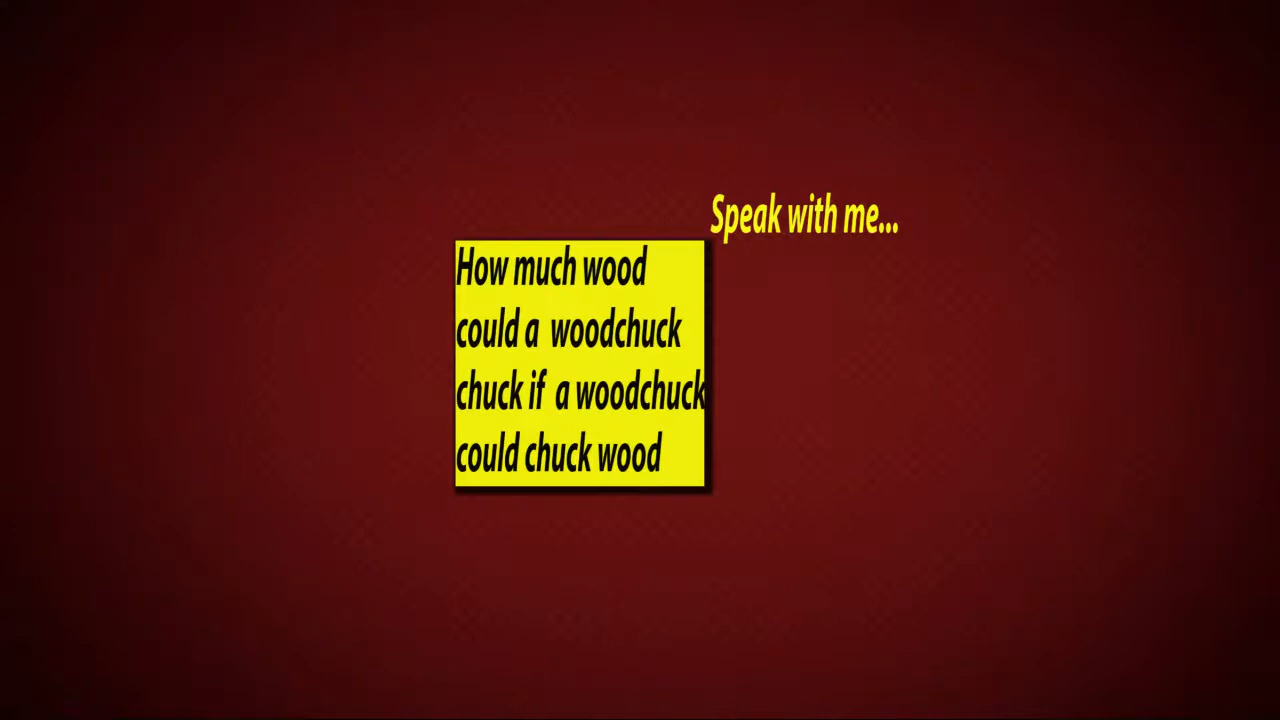 Speak with me...
How much wood
could a woodchuck
chuck if a woodchuck
could chuck wood